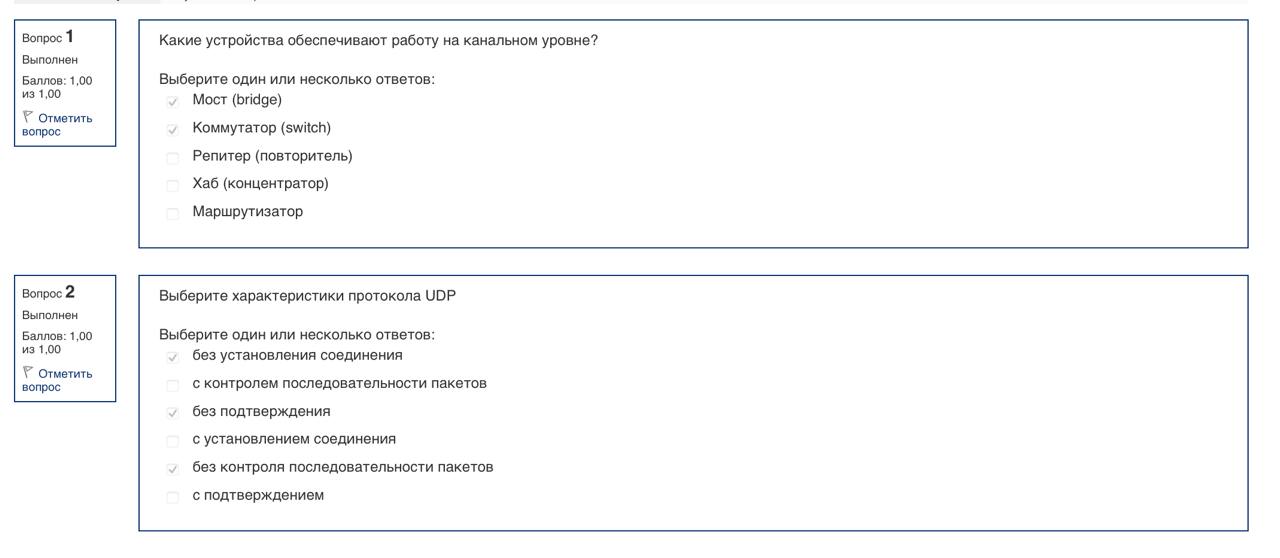 Вопрос 1
Выполнен
Баллов: 1,00
из 1,00
Отметить
вопрос
Какие устройства обеспечивают работу на канальном уровне?
Выберите один или несколько ответов:
Мост (bridge)
Коммутатор (switch)
Репитер (повторитель)
Хаб (концентратор)
Маршрутизатор
Вопрос 2
Выполнен
Баллов: 1,00
из 1,00
Отметить
вопрос
Выберите характеристики протокола UDP
Выберите один или несколько ответов:
без установления соединения
с контролем последовательности пакетов
без подтверждения
с установлением соединения
без контроля последовательности пакетов
с подтверждением